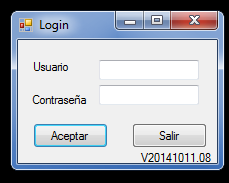 Login
Usuario
Contraseña
Aceptar Salir
V20141011.08